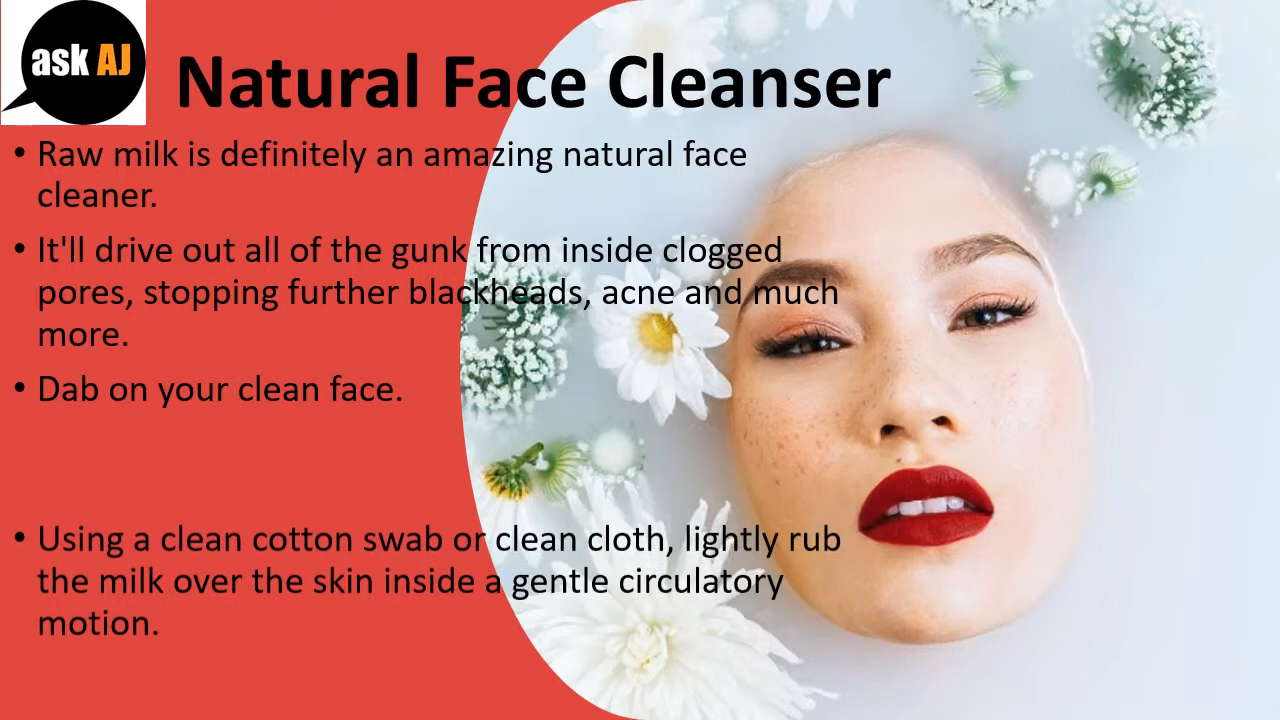 ask AJ
Natural Face Cleanser
• Raw milk is definitely an amazing natural face
cleaner.
• It'll drive out all of the gunk from inside clogged
pores, stopping further blackheads, acne and much
more.
• Dab on your clean face.
• Using a clean cotton swab or clean cloth, lightly rub
the milk over the skin inside a gentle circulatory
motion.